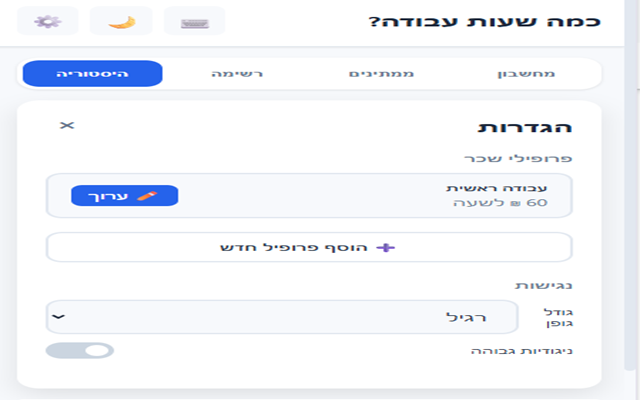 כמה שעות עבודה?
מחשבון
ממתינים
רשימה
היסטוריה
הגדרות
×
פרופילי שכר
עבודה ראשית
60 ₪ לשעה
ערוך
הוסף פרופיל חדש
נגישות
גודל
גופן
רגיל
ניגודיות גבוהה